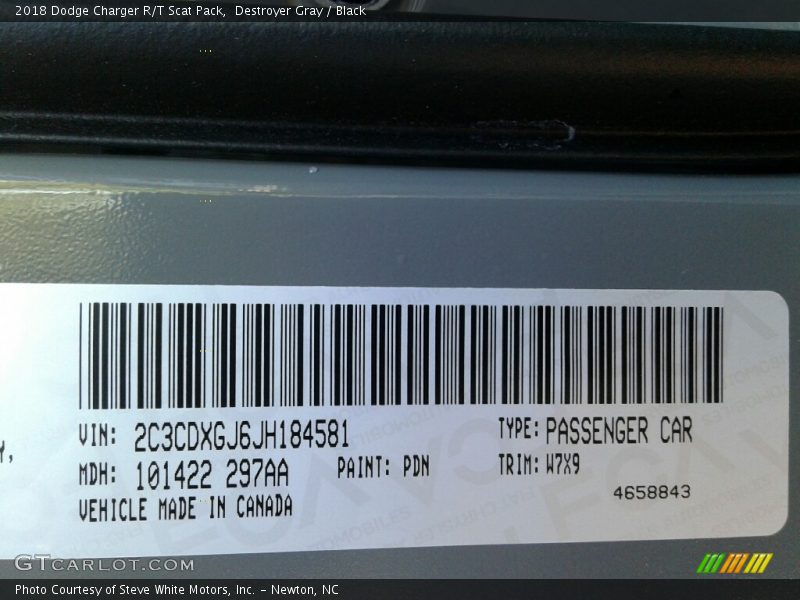 2018 Dodge Charger R/T Scat Pack, Destroyer Gray / Black
VIN: 2C3CDXGJ6JH184581 TYPE: PASSENGER CAR
MDH: 101422 297AA PAINT: PDN TRIM: W7X9
VEHICLE MADE IN CANADA
4658843
GTCARLOT.COM
Photo Courtesy of Steve White Motors, Inc. – Newton, NC